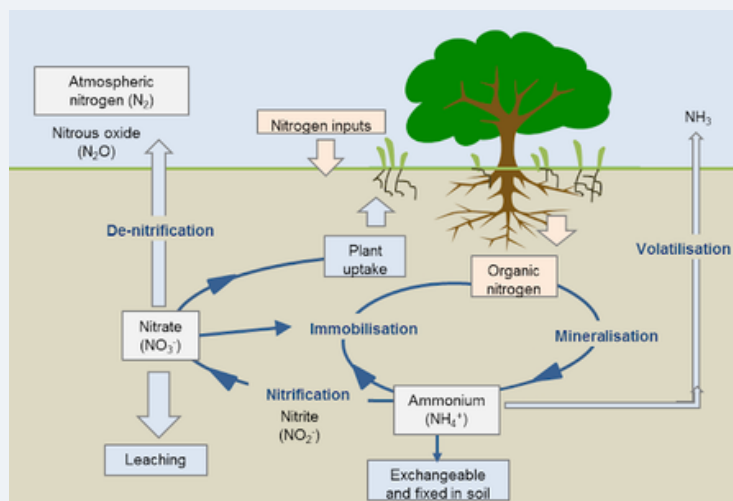 Atmospheric
nitrogen (N₂)
Nitrous oxide
(N₂O)
Nitrogen inputs
NH₃
De-nitrification
Plant
uptake
Organic
nitrogen
Volatilisation
Nitrate
(NO₃⁻)
Immobilisation
Mineralisation
Nitrification
Nitrite
(NO₂⁻)
Ammonium
(NH₄⁺)
Leaching
Exchangeable
and fixed in soil